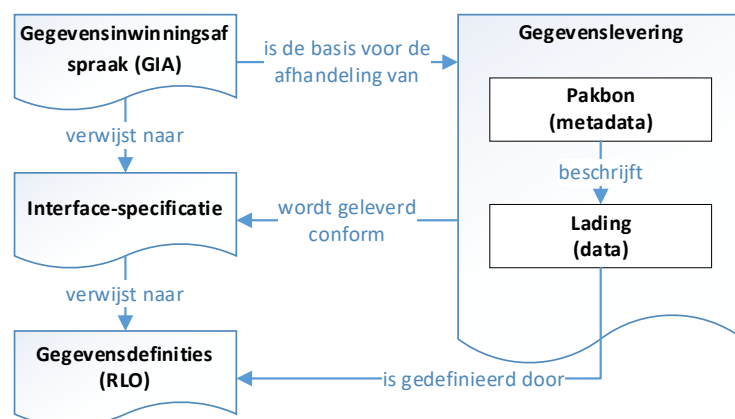 Gegevensinwinningsaf
spraak (GIA)
is de basis voor de
afhandeling van
Gegevenslevering
Pakbon
(metadata)
verwijst naar
beschrijft
Interface-specificatie
wordt geleverd
conform
Lading
(data)
verwijst naar
Gegevensdefinities
(RLO)
is gedefinieerd door